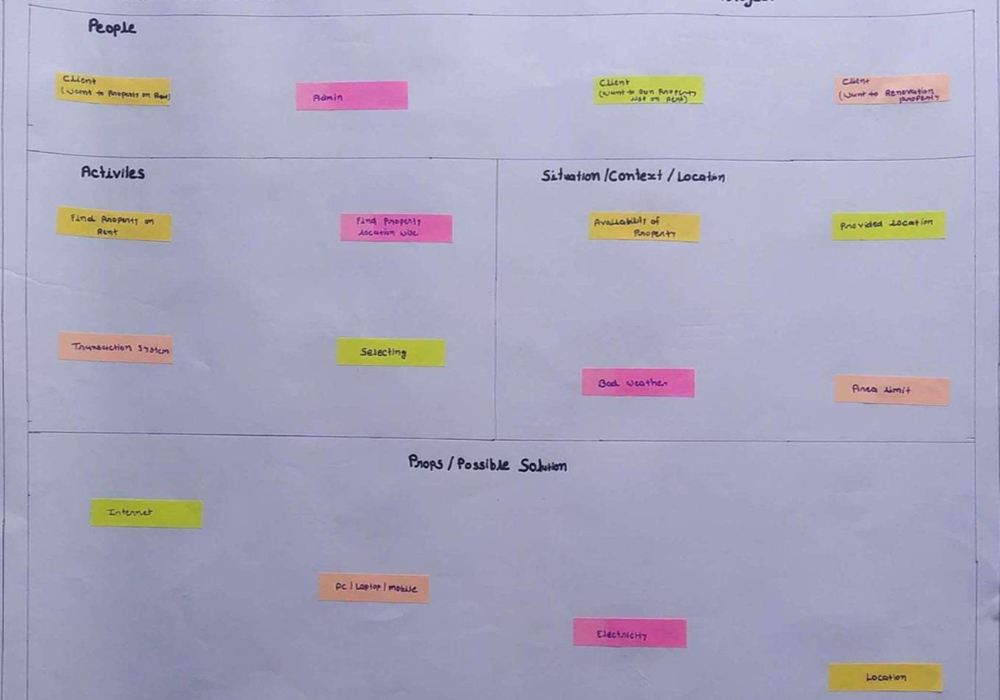 People
Client
(want to Property on Rent)
Admin
Client
(want to own Property
not on Rent)
Client
(want to Renovation
property
Activiles
Situation/Context/Location
Find Property on
Rent
Find Property
location wise
Availability of
Property
Provided location
Transuction System
Selecting
Bad weather
Area limit
Props/Possible Solution
Internet
PC/Laptop/mobile
Electricity
Location